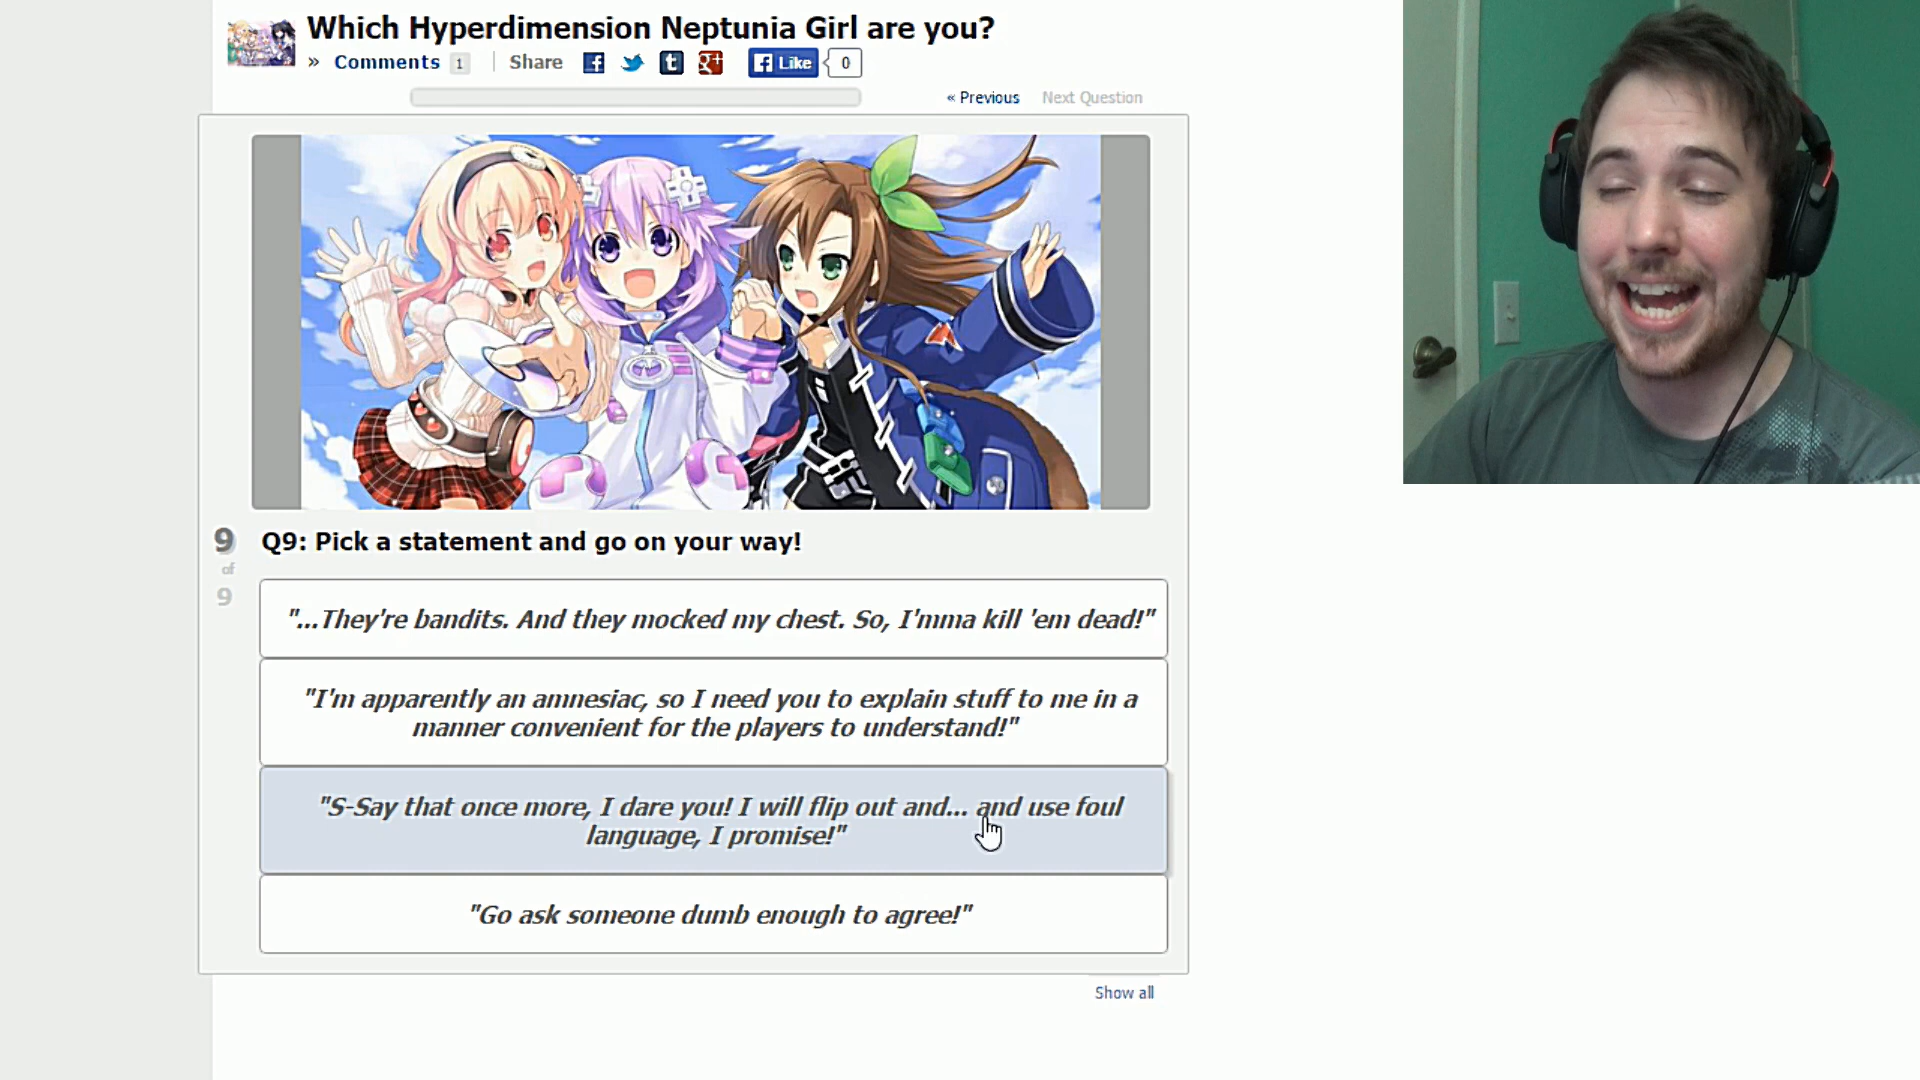 Which Hyperdimension Neptunia Girl are you?
» Comments 1 Share Like 0
« Previous Next Question
9 Q9: Pick a statement and go on your way!
of
9
"...They're bandits. And they mocked my chest. So, I'mma kill 'em dead!"
"I'm apparently an amnesiac, so I need you to explain stuff to me in a
manner convenient for the players to understand!"
"S-Say that once more, I dare you! I will flip out and... and use foul
language, I promise!"
"Go ask someone dumb enough to agree!"
Show all